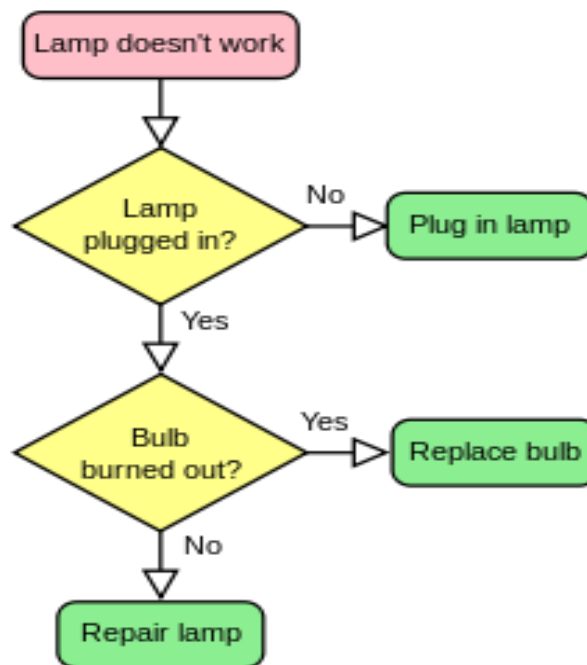 Lamp doesn't work
Lamp
plugged in?
No
Plug in lamp
Yes
Bulb
burned out?
Yes
Replace bulb
No
Repair lamp